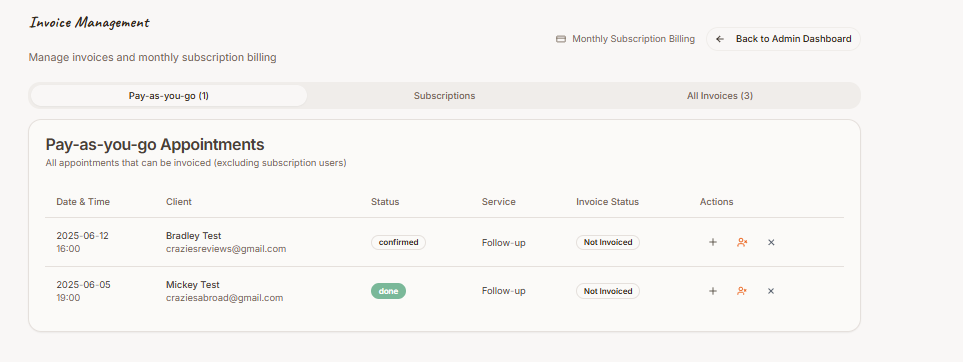 Invoice Management
Monthly Subscription Billing
Back to Admin Dashboard
Manage invoices and monthly subscription billing
Pay-as-you-go (1)
Subscriptions
All Invoices (3)
Pay-as-you-go Appointments
All appointments that can be invoiced (excluding subscription users)
Date & Time Client Status Service Invoice Status Actions
2025-06-12 Bradley Test confirmed Follow-up Not Invoiced
16:00 craziesreviews@gmail.com
2025-06-05 Mickey Test done Follow-up Not Invoiced
19:00 craziesabroad@gmail.com